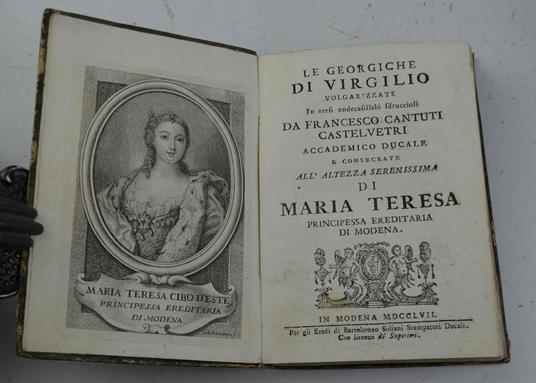 MARIA TERESA CIBO D'ESTE
PRINCIPESSA EREDITARIA
DI MODENA
LE GEORGICHE
DI VIRGILIO
VOLGARIZZATE
In versi endecasillabi sdruccioli
DA FRANCESCO CANTUTI
CASTELVETRI
ACCADEMICO DUCALE
E CONSECRATE
ALL' ALTEZZA SERENISSIMA
DI
MARIA TERESA
PRINCIPESSA EREDITARIA
DI MODENA.
IN MODENA MDCCLVII.
Per gli Eredi di Bartolomeo Soliani Stampatori Ducali.
Con licenza de' Superiori.